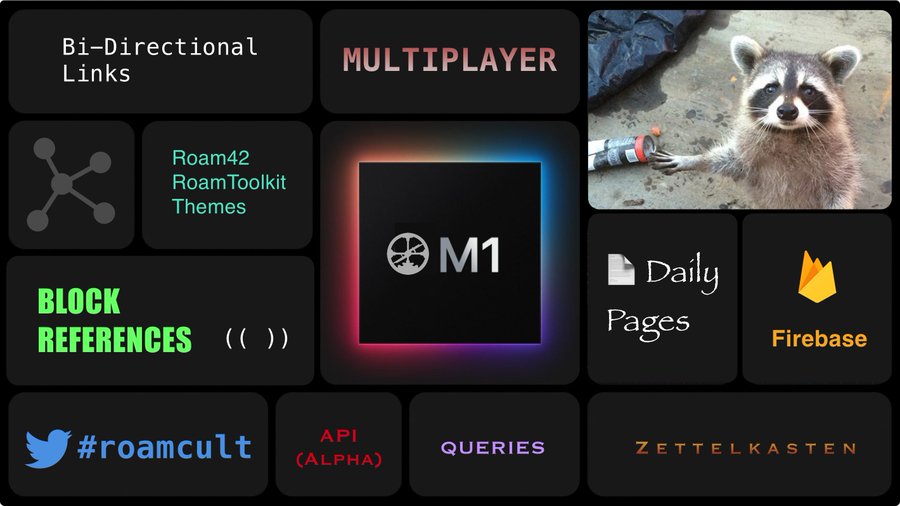 Bi-Directional
Links
MULTIPLAYER
Roam42
RoamToolkit
Themes
M1
BLOCK
REFERENCES
(( ))
Daily
Pages
Firebase
#roamcult
API
(ALPHA)
QUERIES
ZETTELKASTEN